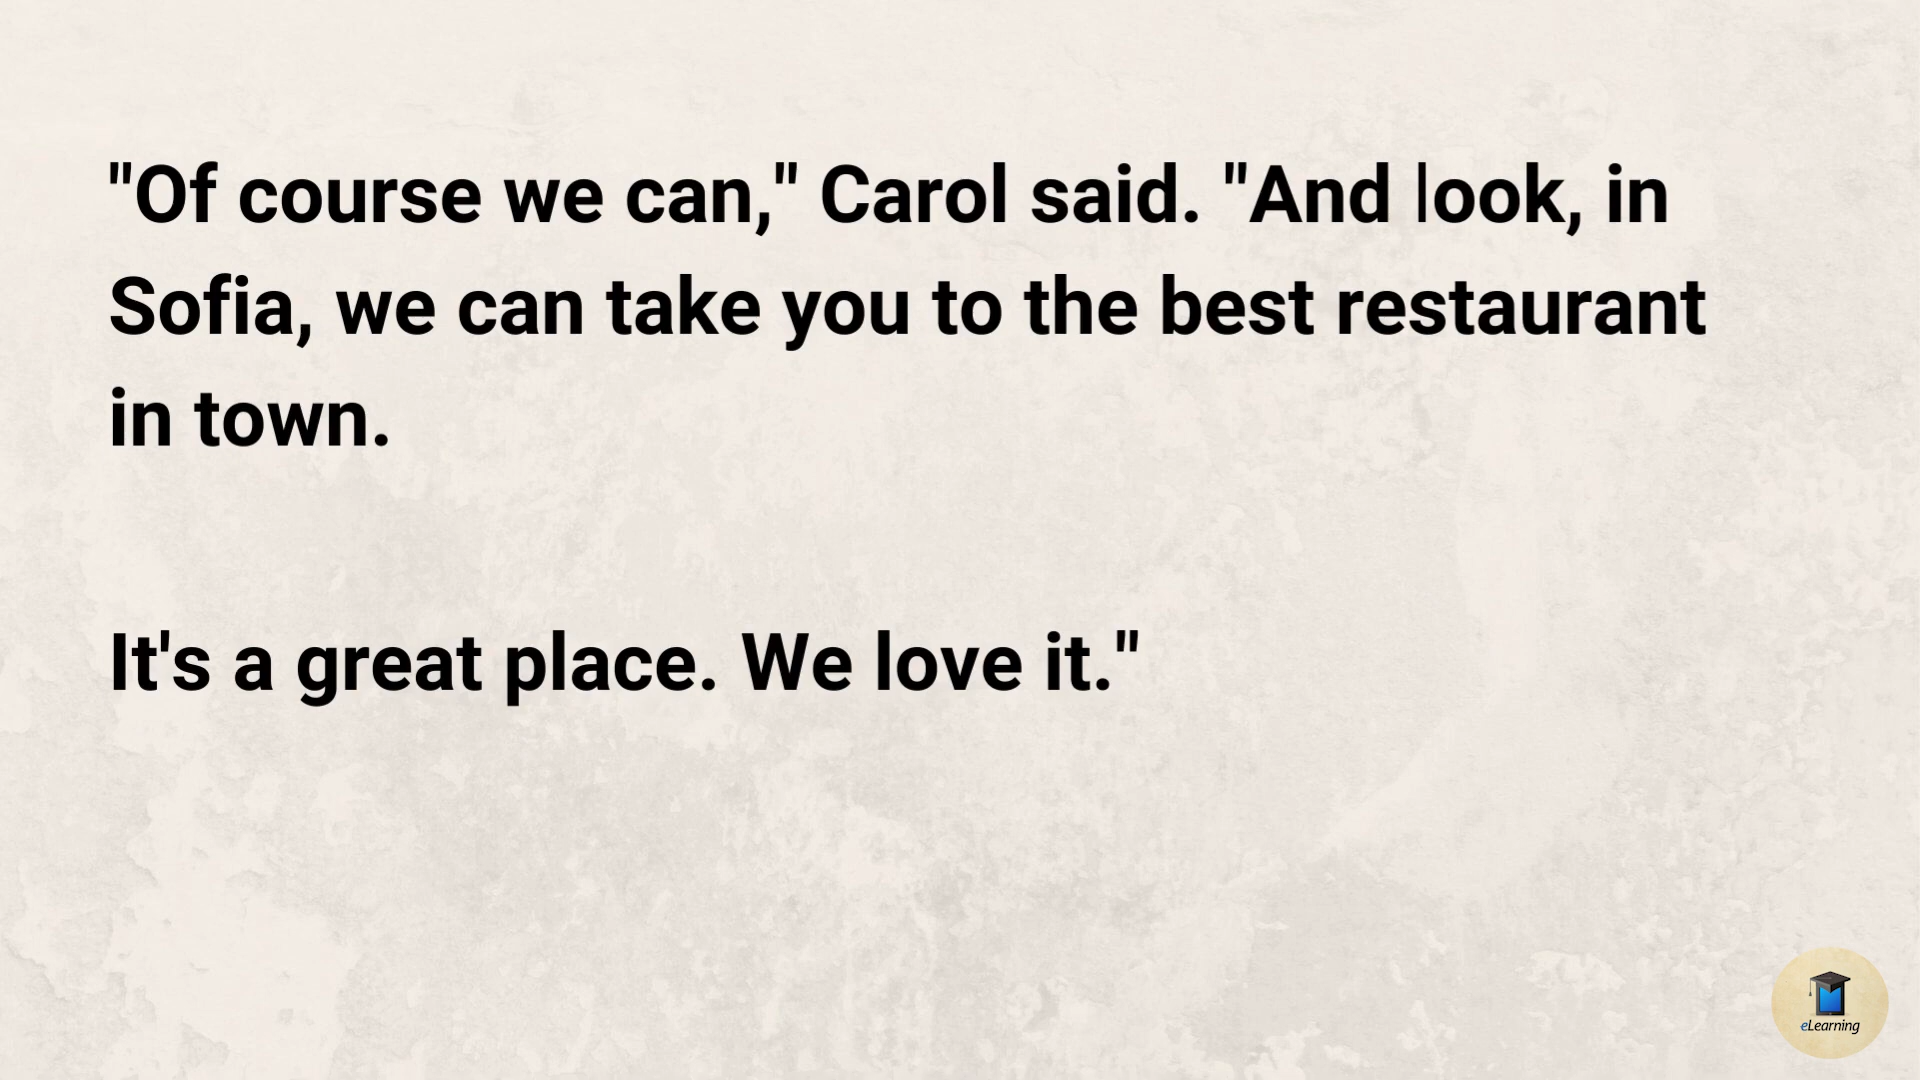 "Of course we can," Carol said. "And look, in
Sofia, we can take you to the best restaurant
in town.
It's a great place. We love it."
eLearning